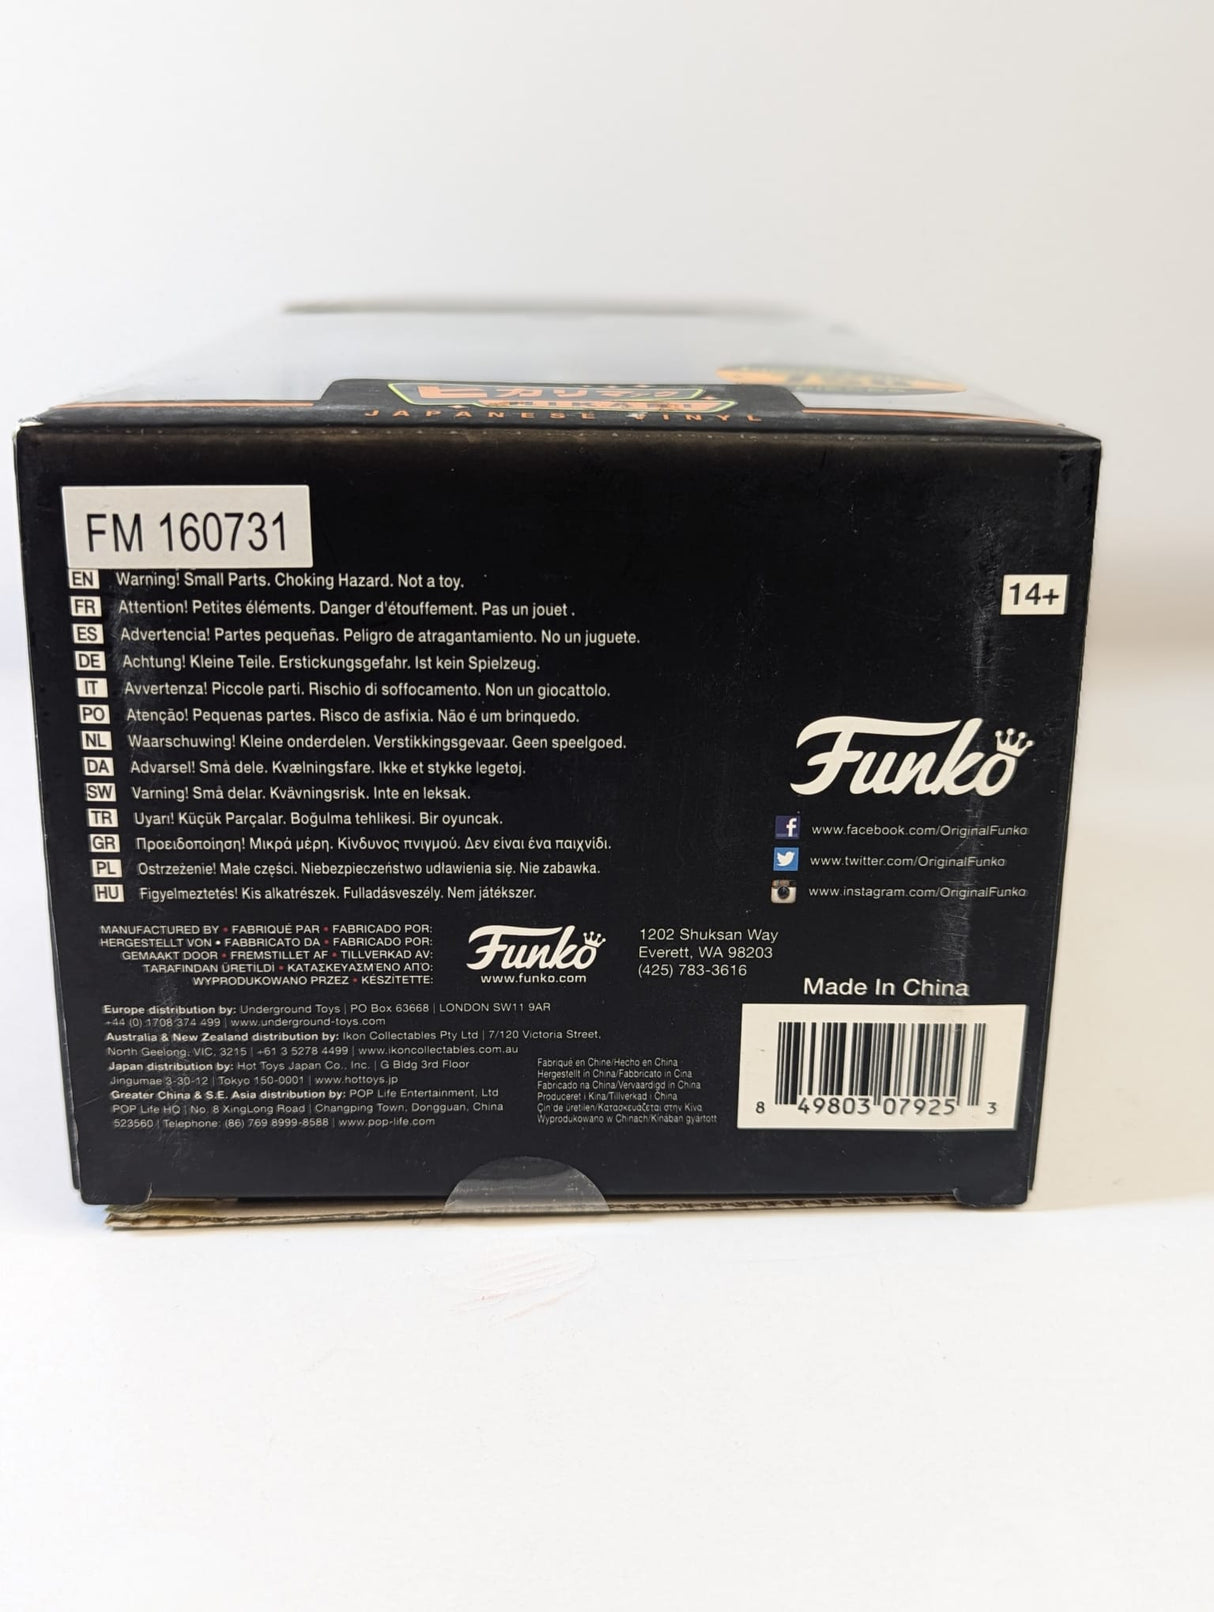 ヒカリ
JAPANESE VINYL
FM 160731
EN Warning! Small Parts. Choking Hazard. Not a toy.
FR Attention! Petites éléments. Danger d'étouffement. Pas un jouet .
ES Advertencia! Partes pequeñas. Peligro de atragantamiento. No un juguete.
DE Achtung! Kleine Teile. Erstickungsgefahr. Ist kein Spielzeug.
IT Avvertenza! Piccole parti. Rischio di soffocamento. Non un giocattolo.
PO Atenção! Pequenas partes. Risco de asfixia. Não é um brinquedo.
NL Waarschuwing! Kleine onderdelen. Verstikkingsgevaar. Geen speelgoed.
DA Advarsel! Små dele. Kvælningsfare. Ikke et stykke legetøj.
SW Varning! Små delar. Kvävningsrisk. Inte en leksak.
TR Uyarı! Küçük Parçalar. Boğulma tehlikesi. Bir oyuncak.
GR Προειδοποίηση! Μικρά μέρη. Κίνδυνος πνιγμού. Δεν είναι ένα παιχνίδι.
PL Ostrzeżenie! Małe części. Niebezpieczeństwo udławienia się. Nie zabawka.
HU Figyelmeztetés! Kis alkatrészek. Fulladásveszély. Nem játékszer.
14+
Funko
www.facebook.com/OriginalFunko
www.twitter.com/OriginalFunko
www.instagram.com/OriginalFunko
MANUFACTURED BY • FABRIQUÉ PAR • FABRICADO POR:
HERGESTELLT VON • FABBRICATO DA • FABRICADO POR:
GEMAAKT DOOR • FREMSTILLET AF • TILLVERKAD AV:
TARAFINDAN ÜRETİLDİ • ΚΑΤΑΣΚΕΥΑΣΜΈΝΟ ΑΠΌ:
WYPRODUKOWANO PRZEZ • KÉSZÍTETTE:
Funko
www.funko.com
1202 Shuksan Way
Everett, WA 98203
(425) 783-3616
Europe distribution by: Underground Toys | PO Box 63668 | LONDON SW11 9AR
+44 (0) 1708 374 499 | www.underground-toys.com
Australia & New Zealand distribution by: Ikon Collectables Pty Ltd | 7/120 Victoria Street,
North Geelong, VIC, 3215 | +61 3 5278 4499 | www.ikoncollectables.com.au
Japan distribution by: Hot Toys Japan Co., Inc. | G Bldg 3rd Floor
Jingumae 3-30-12 | Tokyo 150-0001 | www.hottoys.jp
Greater China & S.E. Asia distribution by: POP Life Entertainment, Ltd
POP Life HQ | No. 8 XingLong Road | Changping Town, Dongguan, China
523560 | Telephone: (86) 769 8999-8588 | www.pop-life.com
Fabriqué en Chine/Hecho en China
Hergestellt in China/Fabbricato in Cina
Fabricado na China/Vervaardigd in China
Produceret i Kina/Tillverkad i China
Çin de üretilen/Κατασκευάζεται στην Κίνα
Wyprodukowano w Chinach/Kínában gyártott
Made In China
8 49803 07925 3